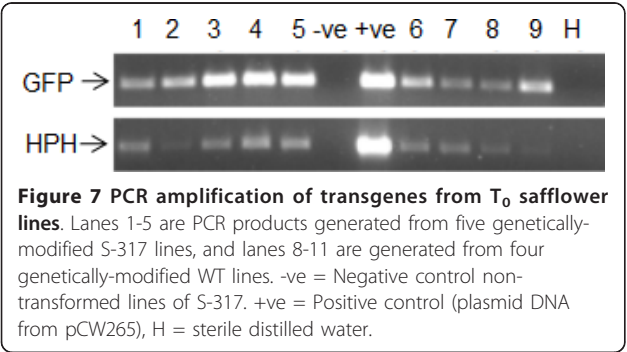 1 2 3 4 5 -ve +ve 6 7 8 9 H
GFP →
HPH→
Figure 7 PCR amplification of transgenes from T0 safflower
lines. Lanes 1-5 are PCR products generated from five genetically-
modified S-317 lines, and lanes 8-11 are generated from four
genetically-modified WT lines. -ve = Negative control non-
transformed lines of S-317. +ve = Positive control (plasmid DNA
from pCW265), H = sterile distilled water.